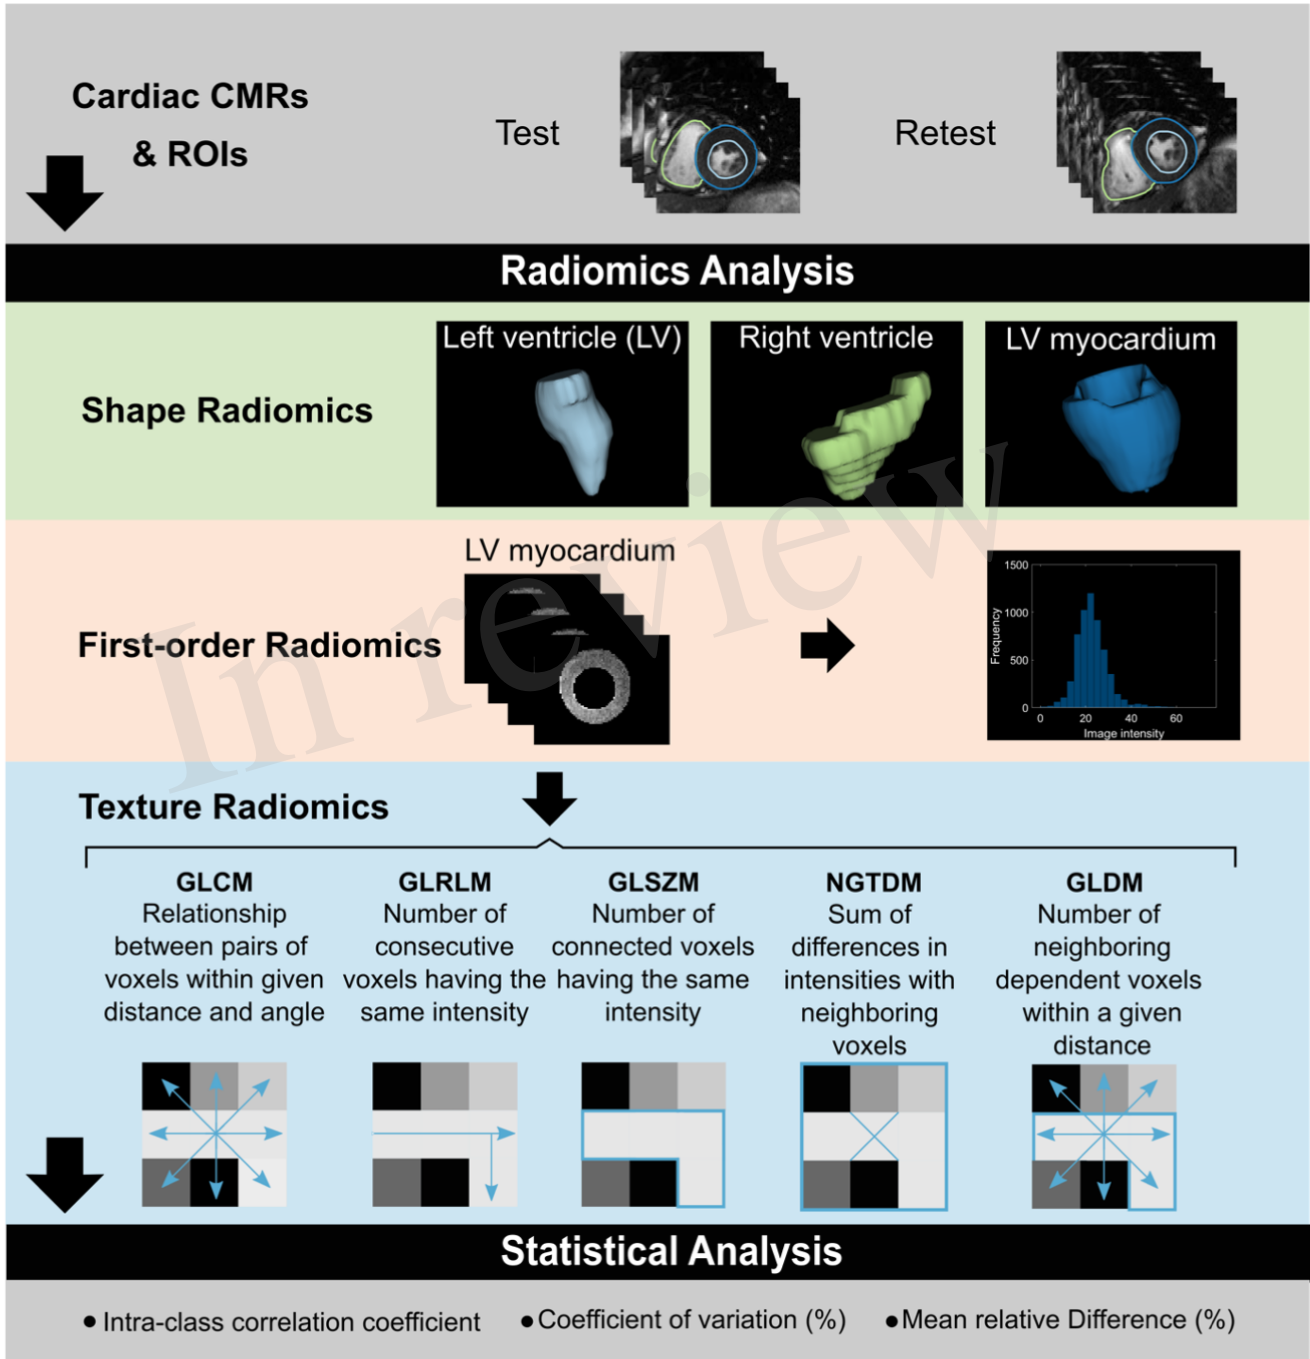 Cardiac CMRs
& ROIs
Test
Retest
Radiomics Analysis
Shape Radiomics
Left ventricle (LV)
Right ventricle
LV myocardium
First-order Radiomics
LV myocardium
1500
1000
500
0
Frequency
0 20 40 60
Image intensity
In review
Texture Radiomics
GLCM
Relationship
between pairs of
voxels within given
distance and angle
GLRLM
Number of
consecutive
voxels having the
same intensity
GLSZM
Number of
connected voxels
having the same
intensity
NGTDM
Sum of
differences in
intensities with
neighboring
voxels
GLDM
Number of
neighboring
dependent voxels
within a given
distance
Statistical Analysis
● Intra-class correlation coefficient
● Coefficient of variation (%)
● Mean relative Difference (%)